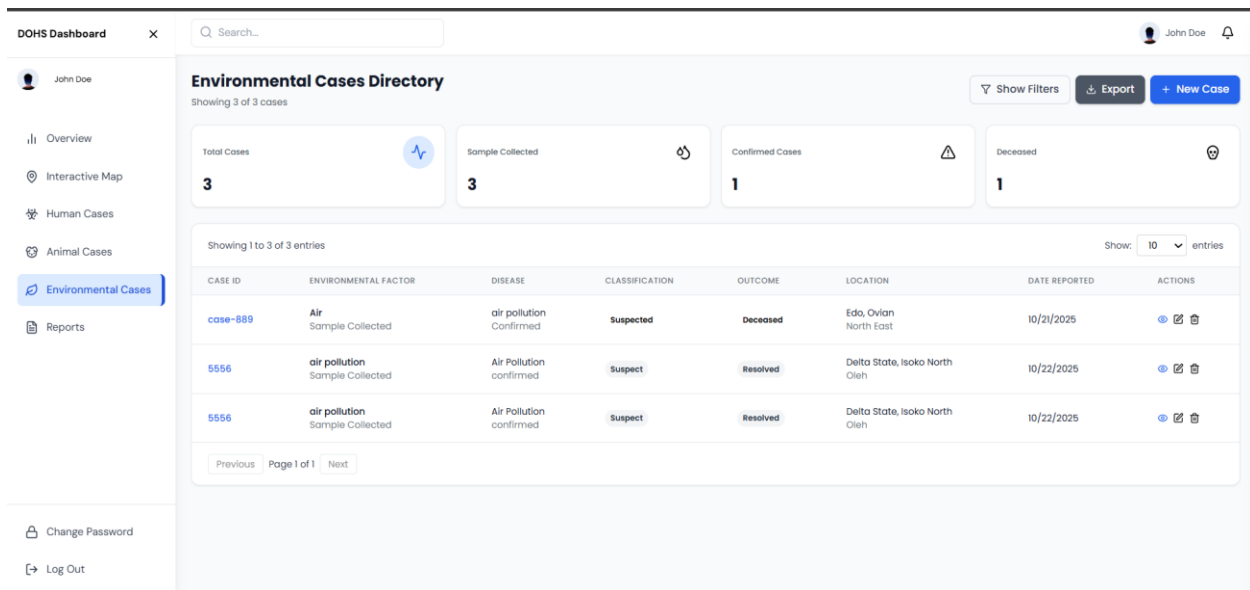 DOHS Dashboard
John Doe
Overview
Interactive Map
Human Cases
Animal Cases
Environmental Cases
Reports
Change Password
Log Out
Search...
John Doe
Environmental Cases Directory
Showing 3 of 3 cases
Show Filters
Export
+ New Case
Total Cases
3
Sample Collected
3
Confirmed Cases
1
Deceased
1
Showing 1 to 3 of 3 entries
Show: 10 entries
CASE ID ENVIRONMENTAL FACTOR DISEASE CLASSIFICATION OUTCOME LOCATION DATE REPORTED ACTIONS
case-889 Air air pollution Suspected Deceased Edo, Ovian 10/21/2025
Sample Collected Confirmed North East
5556 air pollution Air Pollution Suspect Resolved Delta State, Isoko North 10/22/2025
Sample Collected confirmed Oleh
5556 air pollution Air Pollution Suspect Resolved Delta State, Isoko North 10/22/2025
Sample Collected confirmed Oleh
Previous Page 1 of 1 Next